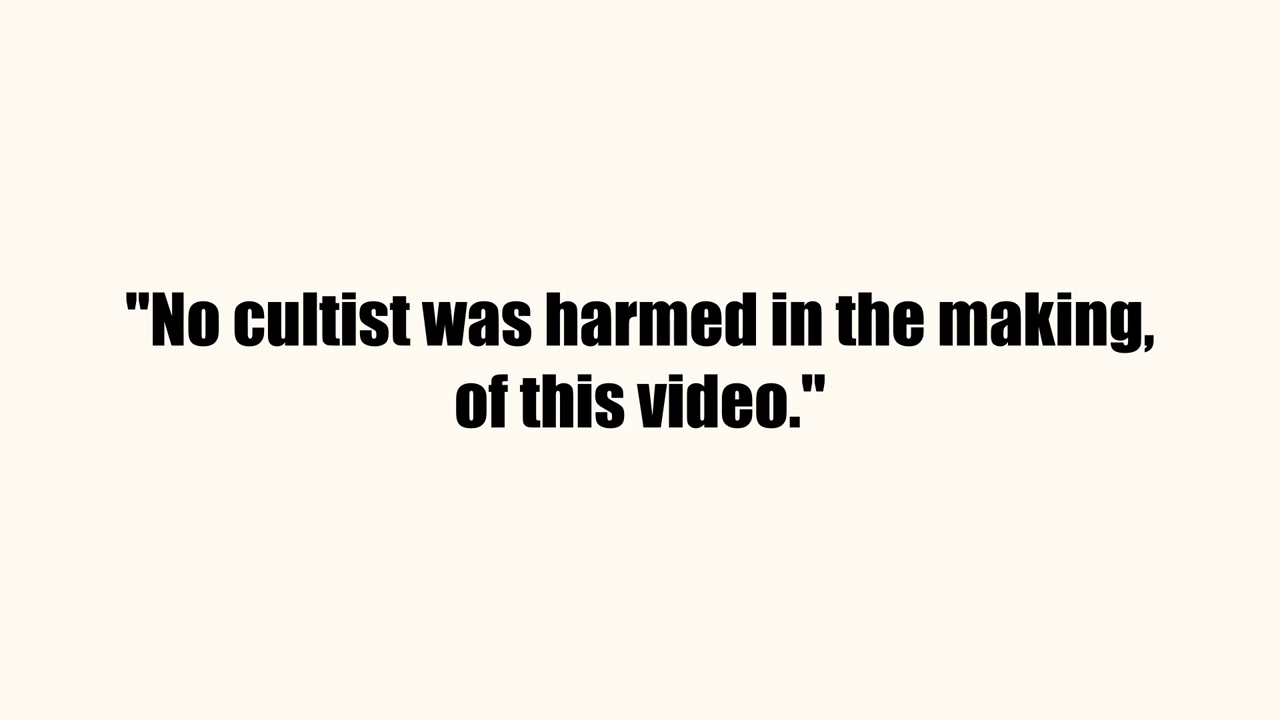 "No cultist was harmed in the making,
of this video."